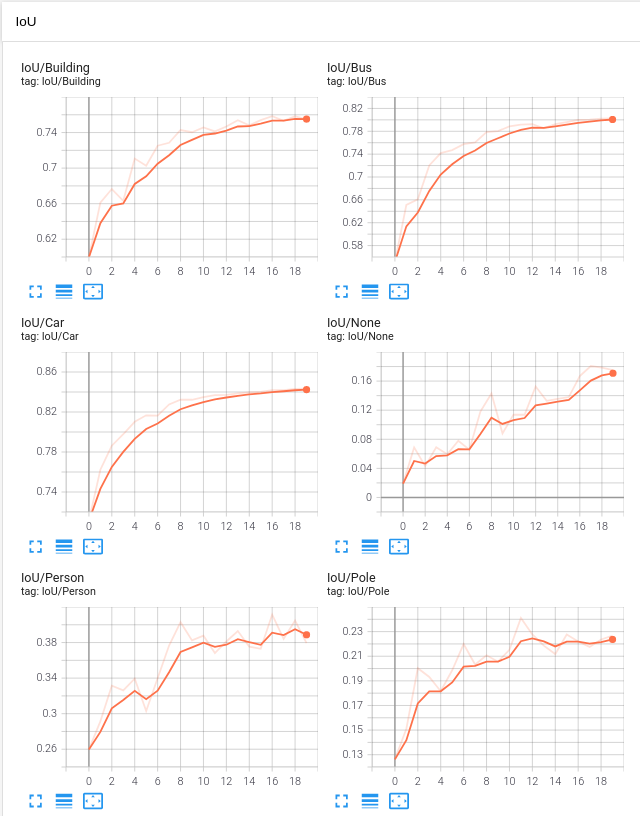 IoU
IoU/Building
tag: IoU/Building
0.74
0.7
0.66
0.62
0 2 4 6 8 10 12 14 16 18
IoU/Bus
tag: IoU/Bus
0.82
0.78
0.74
0.7
0.66
0.62
0.58
0 2 4 6 8 10 12 14 16 18
IoU/Car
tag: IoU/Car
0.86
0.82
0.78
0.74
0 2 4 6 8 10 12 14 16 18
IoU/None
tag: IoU/None
0.16
0.12
0.08
0.04
0
0 2 4 6 8 10 12 14 16 18
IoU/Person
tag: IoU/Person
0.38
0.34
0.3
0.26
0 2 4 6 8 10 12 14 16 18
IoU/Pole
tag: IoU/Pole
0.23
0.21
0.19
0.17
0.15
0.13
0 2 4 6 8 10 12 14 16 18